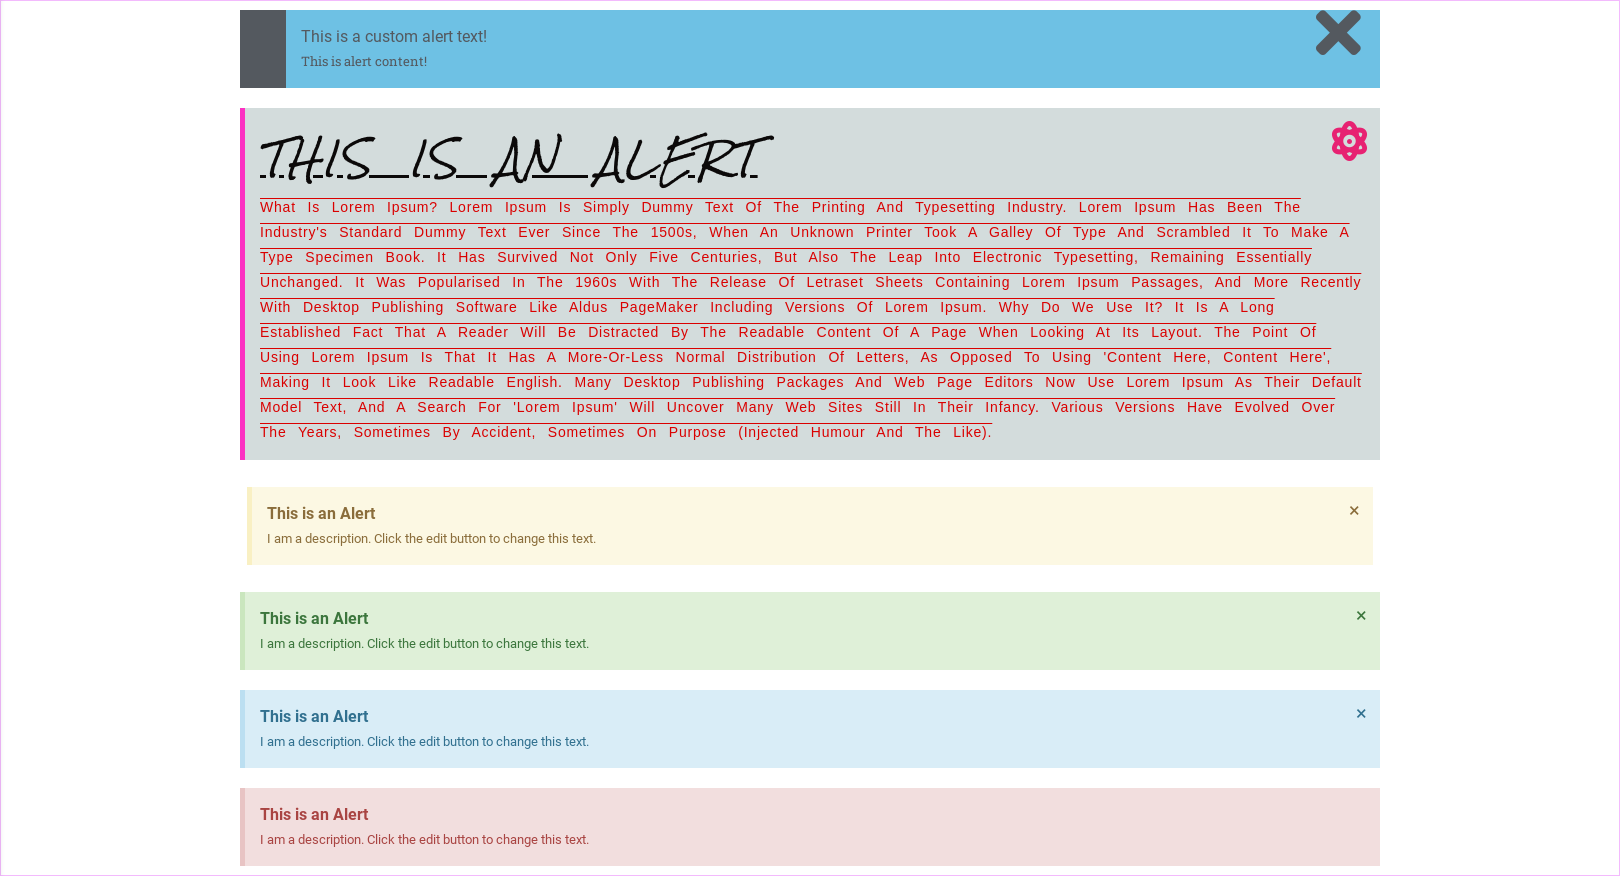 This is a custom alert text!
This is alert content!
THIS IS AN ALERT
What Is Lorem Ipsum? Lorem Ipsum Is Simply Dummy Text Of The Printing And Typesetting Industry. Lorem Ipsum Has Been The
Industry's Standard Dummy Text Ever Since The 1500s, When An Unknown Printer Took A Galley Of Type And Scrambled It To Make A
Type Specimen Book. It Has Survived Not Only Five Centuries, But Also The Leap Into Electronic Typesetting, Remaining Essentially
Unchanged. It Was Popularised In The 1960s With The Release Of Letraset Sheets Containing Lorem Ipsum Passages, And More Recently
With Desktop Publishing Software Like Aldus PageMaker Including Versions Of Lorem Ipsum. Why Do We Use It? It Is A Long
Established Fact That A Reader Will Be Distracted By The Readable Content Of A Page When Looking At Its Layout. The Point Of
Using Lorem Ipsum Is That It Has A More-Or-Less Normal Distribution Of Letters, As Opposed To Using 'Content Here, Content Here',
Making It Look Like Readable English. Many Desktop Publishing Packages And Web Page Editors Now Use Lorem Ipsum As Their Default
Model Text, And A Search For 'Lorem Ipsum' Will Uncover Many Web Sites Still In Their Infancy. Various Versions Have Evolved Over
The Years, Sometimes By Accident, Sometimes On Purpose (Injected Humour And The Like).
This is an Alert ×
I am a description. Click the edit button to change this text.
This is an Alert ×
I am a description. Click the edit button to change this text.
This is an Alert ×
I am a description. Click the edit button to change this text.
This is an Alert
I am a description. Click the edit button to change this text.